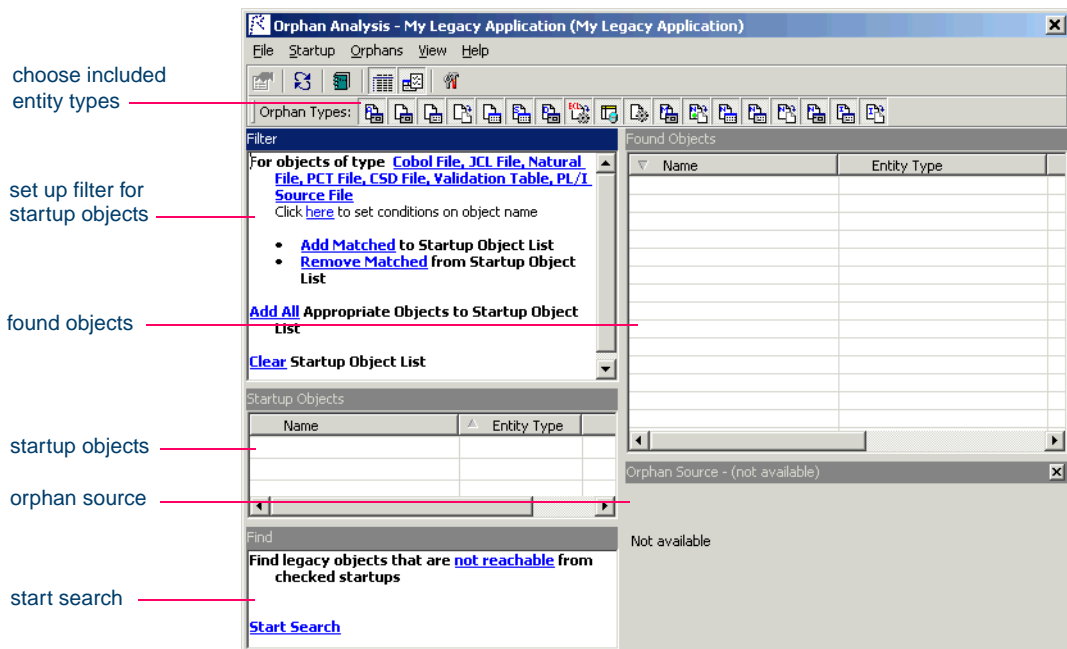 Orphan Analysis - My Legacy Application (My Legacy Application)
File Startup Orphans View Help
choose included
entity types
Orphan Types:
Filter
For objects of type Cobol File, JCL File, Natural
File, PCT File, CSD File, Validation Table, PL/I
Source File
Click here to set conditions on object name
• Add Matched to Startup Object List
• Remove Matched from Startup Object
List
Add All Appropriate Objects to Startup Object
List
Clear Startup Object List
set up filter for
startup objects
Found Objects
Name Entity Type
found objects
Startup Objects
Name Entity Type
startup objects
Orphan Source - (not available)
Not available
orphan source
Find
Find legacy objects that are not reachable from
checked startups
Start Search
start search